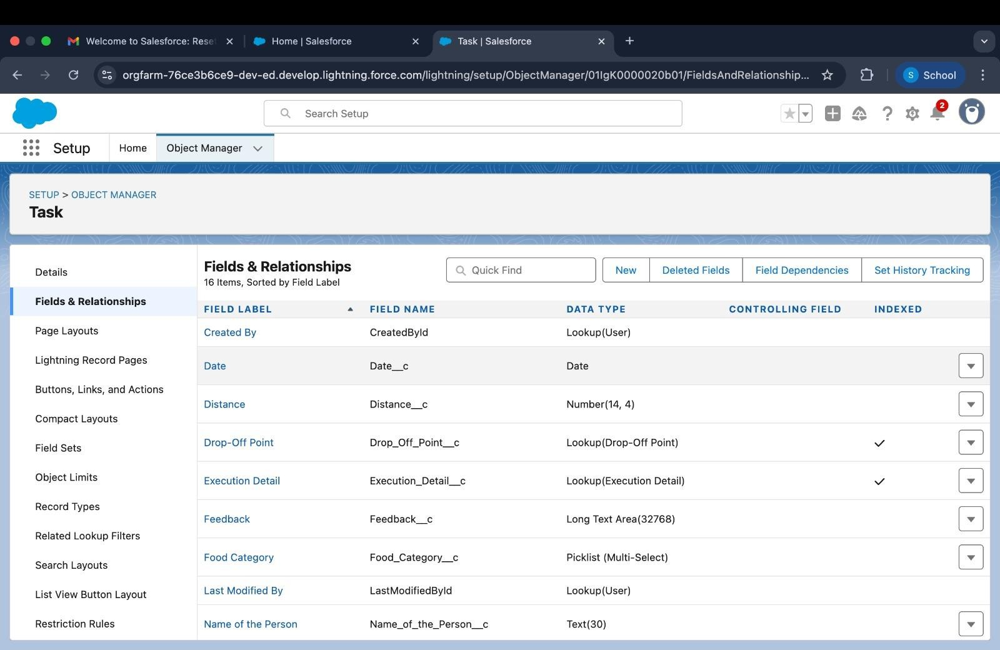 Welcome to Salesforce: Rese
Home | Salesforce
Task | Salesforce
orgfarm-76ce3b6ce9-dev-ed.develop.lightning.force.com/lightning/setup/ObjectManager/01IgK0000020b01/FieldsAndRelationship...
S School
Search Setup
2
Setup
Home
Object Manager
SETUP > OBJECT MANAGER
Task
Details
Fields & Relationships
Page Layouts
Lightning Record Pages
Buttons, Links, and Actions
Compact Layouts
Field Sets
Object Limits
Record Types
Related Lookup Filters
Search Layouts
List View Button Layout
Restriction Rules
Fields & Relationships
16 Items, Sorted by Field Label
Quick Find
New
Deleted Fields
Field Dependencies
Set History Tracking
FIELD LABEL FIELD NAME DATA TYPE CONTROLLING FIELD INDEXED
Created By CreatedById Lookup(User)
Date Date__c Date
Distance Distance__c Number(14, 4)
Drop-Off Point Drop_Off_Point__c Lookup(Drop-Off Point)
Execution Detail Execution_Detail__c Lookup(Execution Detail)
Feedback Feedback__c Long Text Area(32768)
Food Category Food_Category__c Picklist (Multi-Select)
Last Modified By LastModifiedById Lookup(User)
Name of the Person Name_of_the_Person__c Text(30)